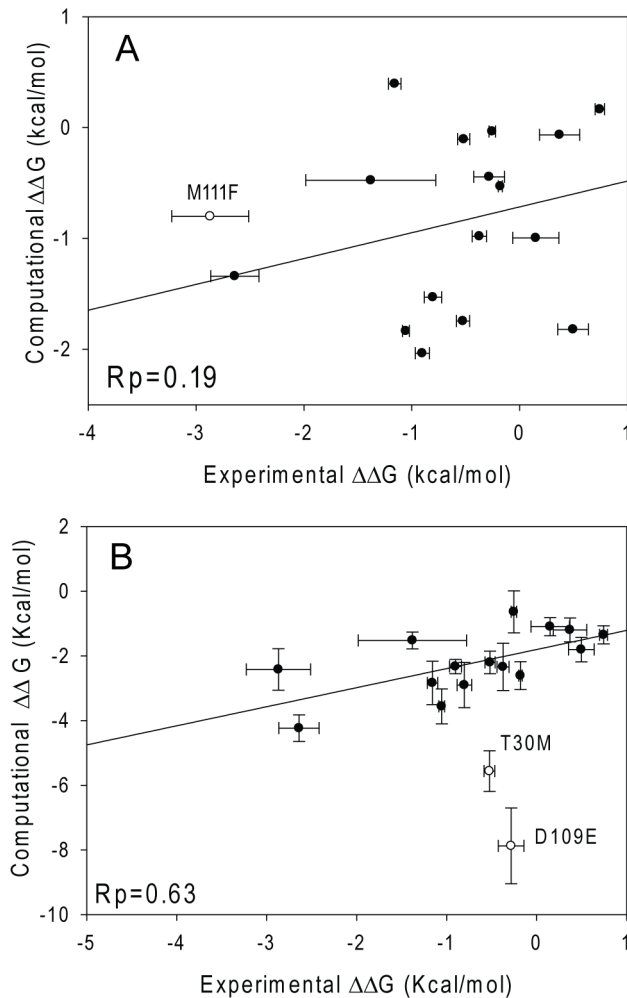 A
1
0
-1
-2
Computational ΔΔG (kcal/mol)
M111F
Rp=0.19
-4 -3 -2 -1 0 1
Experimental ΔΔG (kcal/mol)
B
2
0
-2
-4
-6
-8
-10
Computational ΔΔ G (Kcal/mol)
T30M
D109E
Rp=0.63
-5 -4 -3 -2 -1 0 1
Experimental ΔΔG (Kcal/mol)